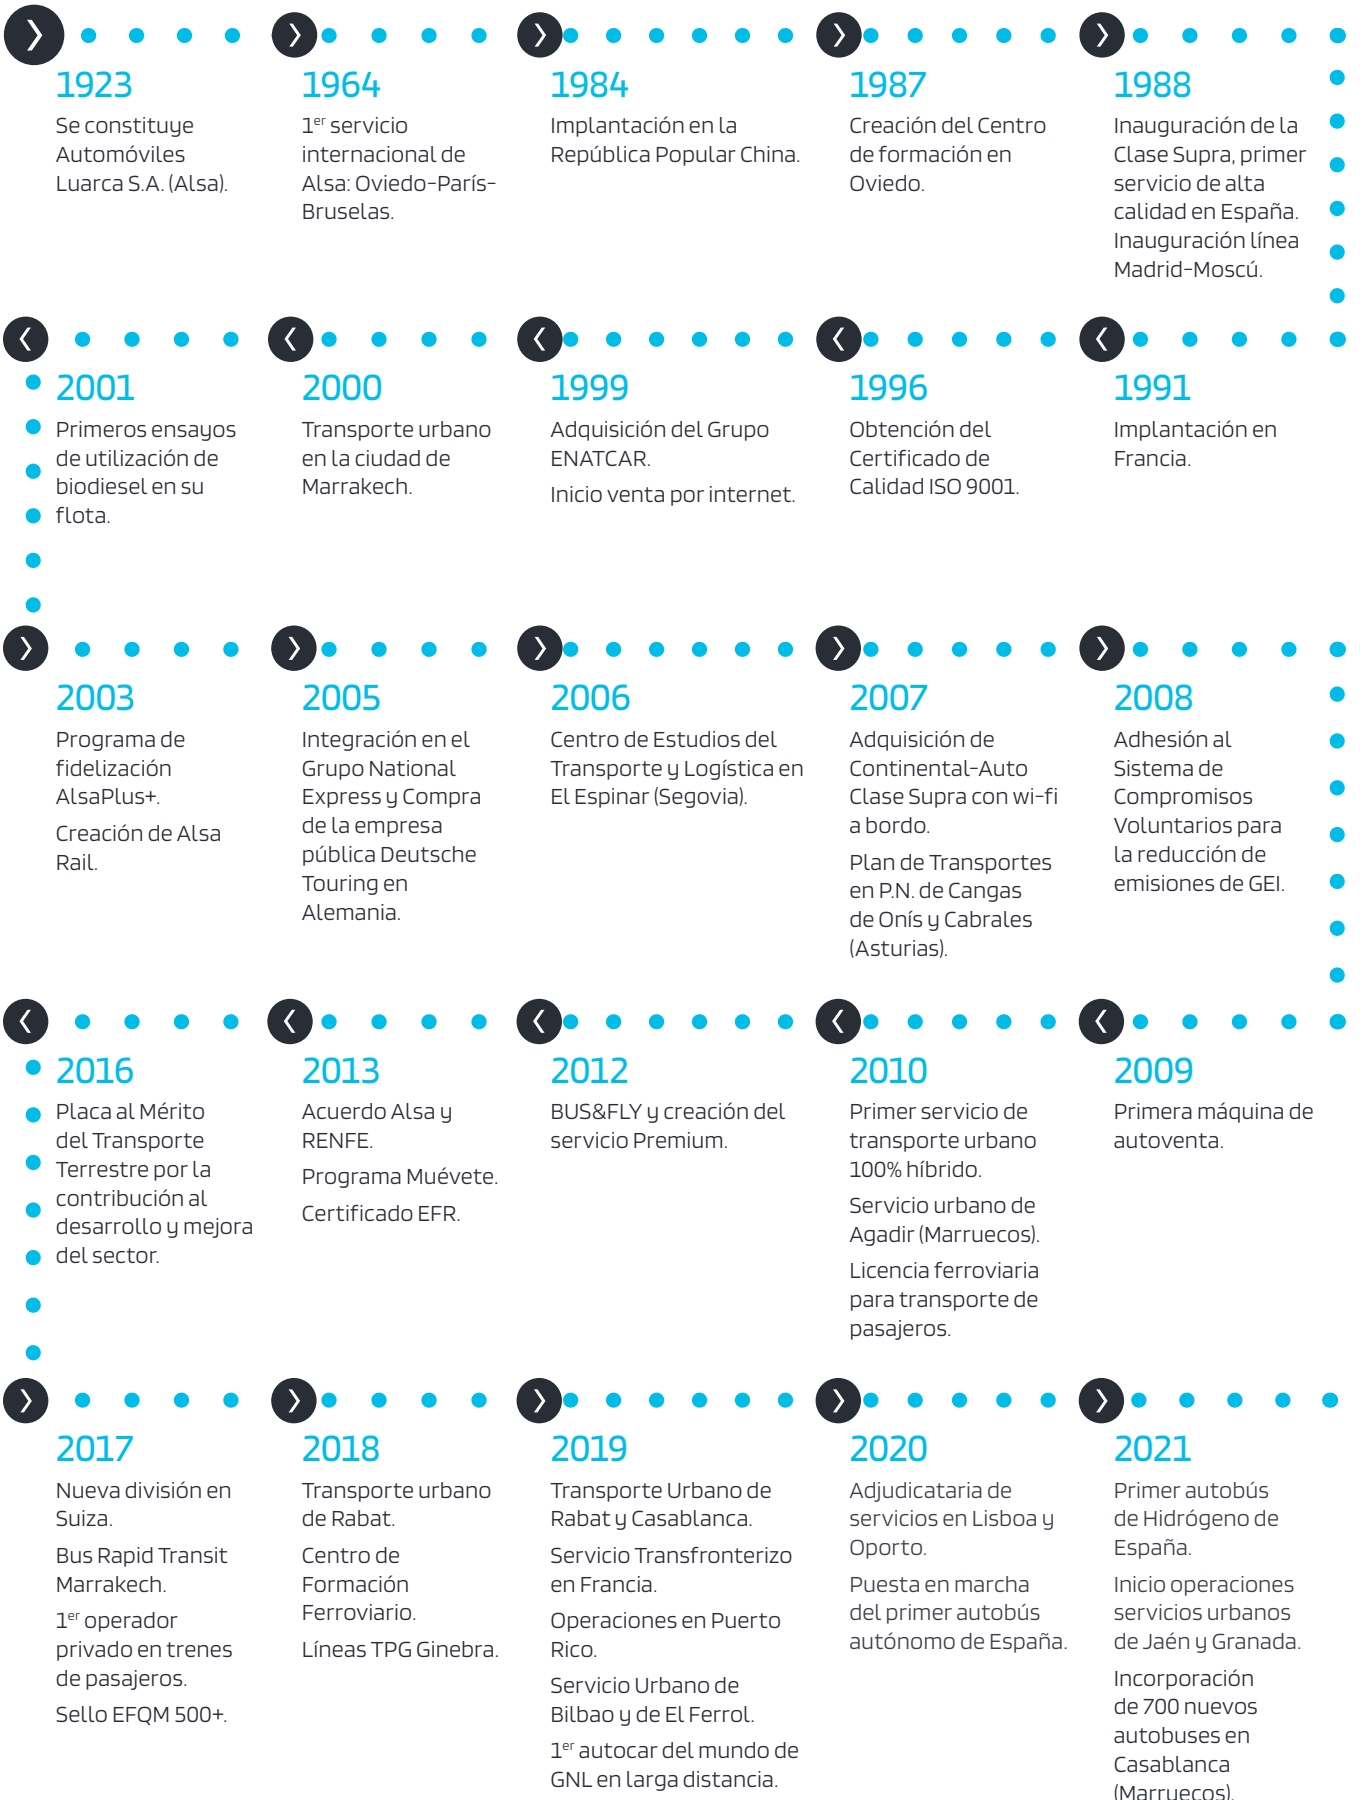 1923
Se constituye
Automóviles
Luarca S.A. (Alsa).
1964
1er servicio
internacional de
Alsa: Oviedo-París-
Bruselas.
1984
Implantación en la
República Popular China.
1987
Creación del Centro
de formación en
Oviedo.
1988
Inauguración de la
Clase Supra, primer
servicio de alta
calidad en España.
Inauguración línea
Madrid-Moscú.
2001
Primeros ensayos
de utilización de
biodiesel en su
flota.
2000
Transporte urbano
en la ciudad de
Marrakech.
1999
Adquisición del Grupo
ENATCAR.
Inicio venta por internet.
1996
Obtención del
Certificado de
Calidad ISO 9001.
1991
Implantación en
Francia.
2003
Programa de
fidelización
AlsaPlus+.
Creación de Alsa
Rail.
2005
Integración en el
Grupo National
Express y Compra
de la empresa
pública Deutsche
Touring en
Alemania.
2006
Centro de Estudios del
Transporte y Logística en
El Espinar (Segovia).
2007
Adquisición de
Continental-Auto
Clase Supra con wi-fi
a bordo.
Plan de Transportes
en P.N. de Cangas
de Onís y Cabrales
(Asturias).
2008
Adhesión al
Sistema de
Compromisos
Voluntarios para
la reducción de
emisiones de GEI.
2016
Placa al Mérito
del Transporte
Terrestre por la
contribución al
desarrollo y mejora
del sector.
2013
Acuerdo Alsa y
RENFE.
Programa Muévete.
Certificado EFR.
2012
BUS&FLY y creación del
servicio Premium.
2010
Primer servicio de
transporte urbano
100% híbrido.
Servicio urbano de
Agadir (Marruecos).
Licencia ferroviaria
para transporte de
pasajeros.
2009
Primera máquina de
autoventa.
2017
Nueva división en
Suiza.
Bus Rapid Transit
Marrakech.
1er operador
privado en trenes
de pasajeros.
Sello EFQM 500+.
2018
Transporte urbano
de Rabat.
Centro de
Formación
Ferroviario.
Líneas TPG Ginebra.
2019
Transporte Urbano de
Rabat y Casablanca.
Servicio Transfronterizo
en Francia.
Operaciones en Puerto
Rico.
Servicio Urbano de
Bilbao y de El Ferrol.
1er autocar del mundo de
GNL en larga distancia.
2020
Adjudicataria de
servicios en Lisboa y
Oporto.
Puesta en marcha
del primer autobús
autónomo de España.
2021
Primer autobús
de Hidrógeno de
España.
Inicio operaciones
servicios urbanos
de Jaén y Granada.
Incorporación
de 700 nuevos
autobuses en
Casablanca
(Marruecos).